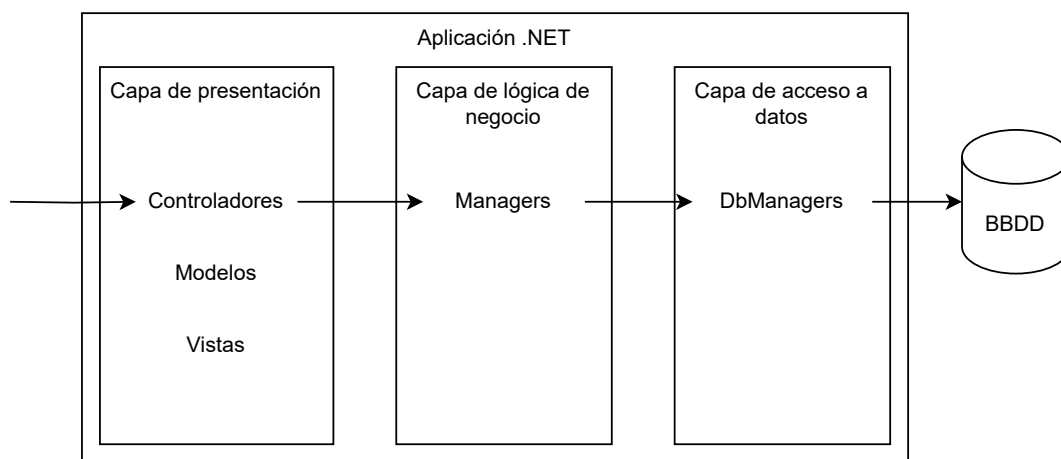 Aplicación .NET
Capa de presentación
Capa de lógica de
negocio
Capa de acceso a
datos
Controladores
Managers
DbManagers
BBDD
Modelos
Vistas